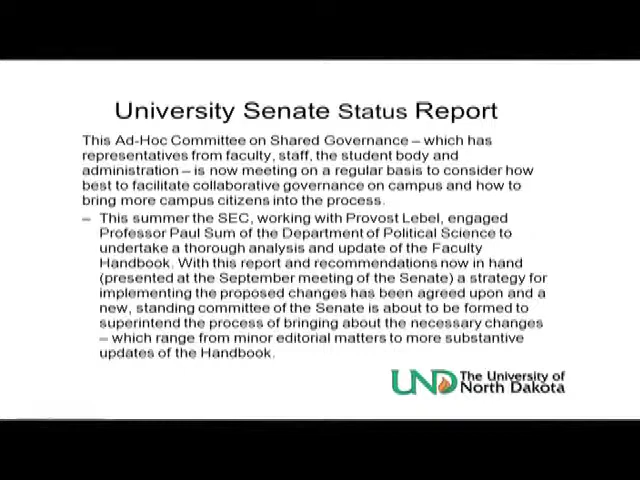 University Senate Status Report
This Ad-Hoc Committee on Shared Governance – which has
representatives from faculty, staff, the student body and
administration – is now meeting on a regular basis to consider how
best to facilitate collaborative governance on campus and how to
bring more campus citizens into the process.
– This summer the SEC, working with Provost Lebel, engaged
Professor Paul Sum of the Department of Political Science to
undertake a thorough analysis and update of the Faculty
Handbook. With this report and recommendations now in hand
(presented at the September meeting of the Senate) a strategy for
implementing the proposed changes has been agreed upon and a
new, standing committee of the Senate is about to be formed to
superintend the process of bringing about the necessary changes
– which range from minor editorial matters to more substantive
updates of the Handbook.
UND The University of
North Dakota